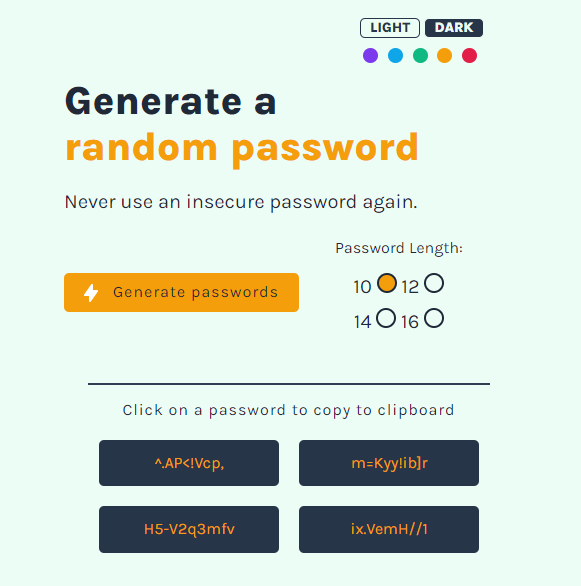 LIGHT DARK
Generate a
random password
Never use an insecure password again.
Password Length:
Generate passwords
10 12
14 16
Click on a password to copy to clipboard
^.AP<!Vcp,
m=Kyy!ib]r
H5-V2q3mfv
ix.VemH//1